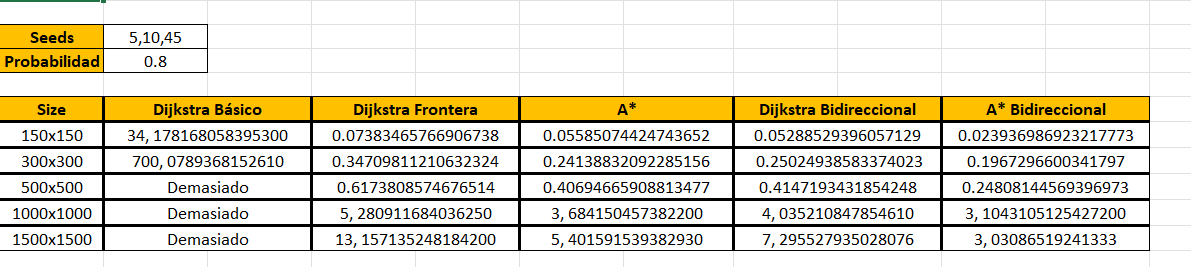 Seeds 5,10,45
Probabilidad 0.8
Size Dijkstra Básico Dijkstra Frontera A* Dijkstra Bidireccional A* Bidireccional
150x150 34, 178168058395300 0.07383465766906738 0.05585074424743652 0.05288529396057129 0.023936986923217773
300x300 700, 0789368152610 0.34709811210632324 0.24138832092285156 0.25024938583374023 0.1967296600341797
500x500 Demasiado 0.6173808574676514 0.40694665908813477 0.4147193431854248 0.24808144569396973
1000x1000 Demasiado 5, 280911684036250 3, 684150457382200 4, 035210847854610 3, 1043105125427200
1500x1500 Demasiado 13, 157135248184200 5, 401591539382930 7, 295527935028076 3, 03086519241333